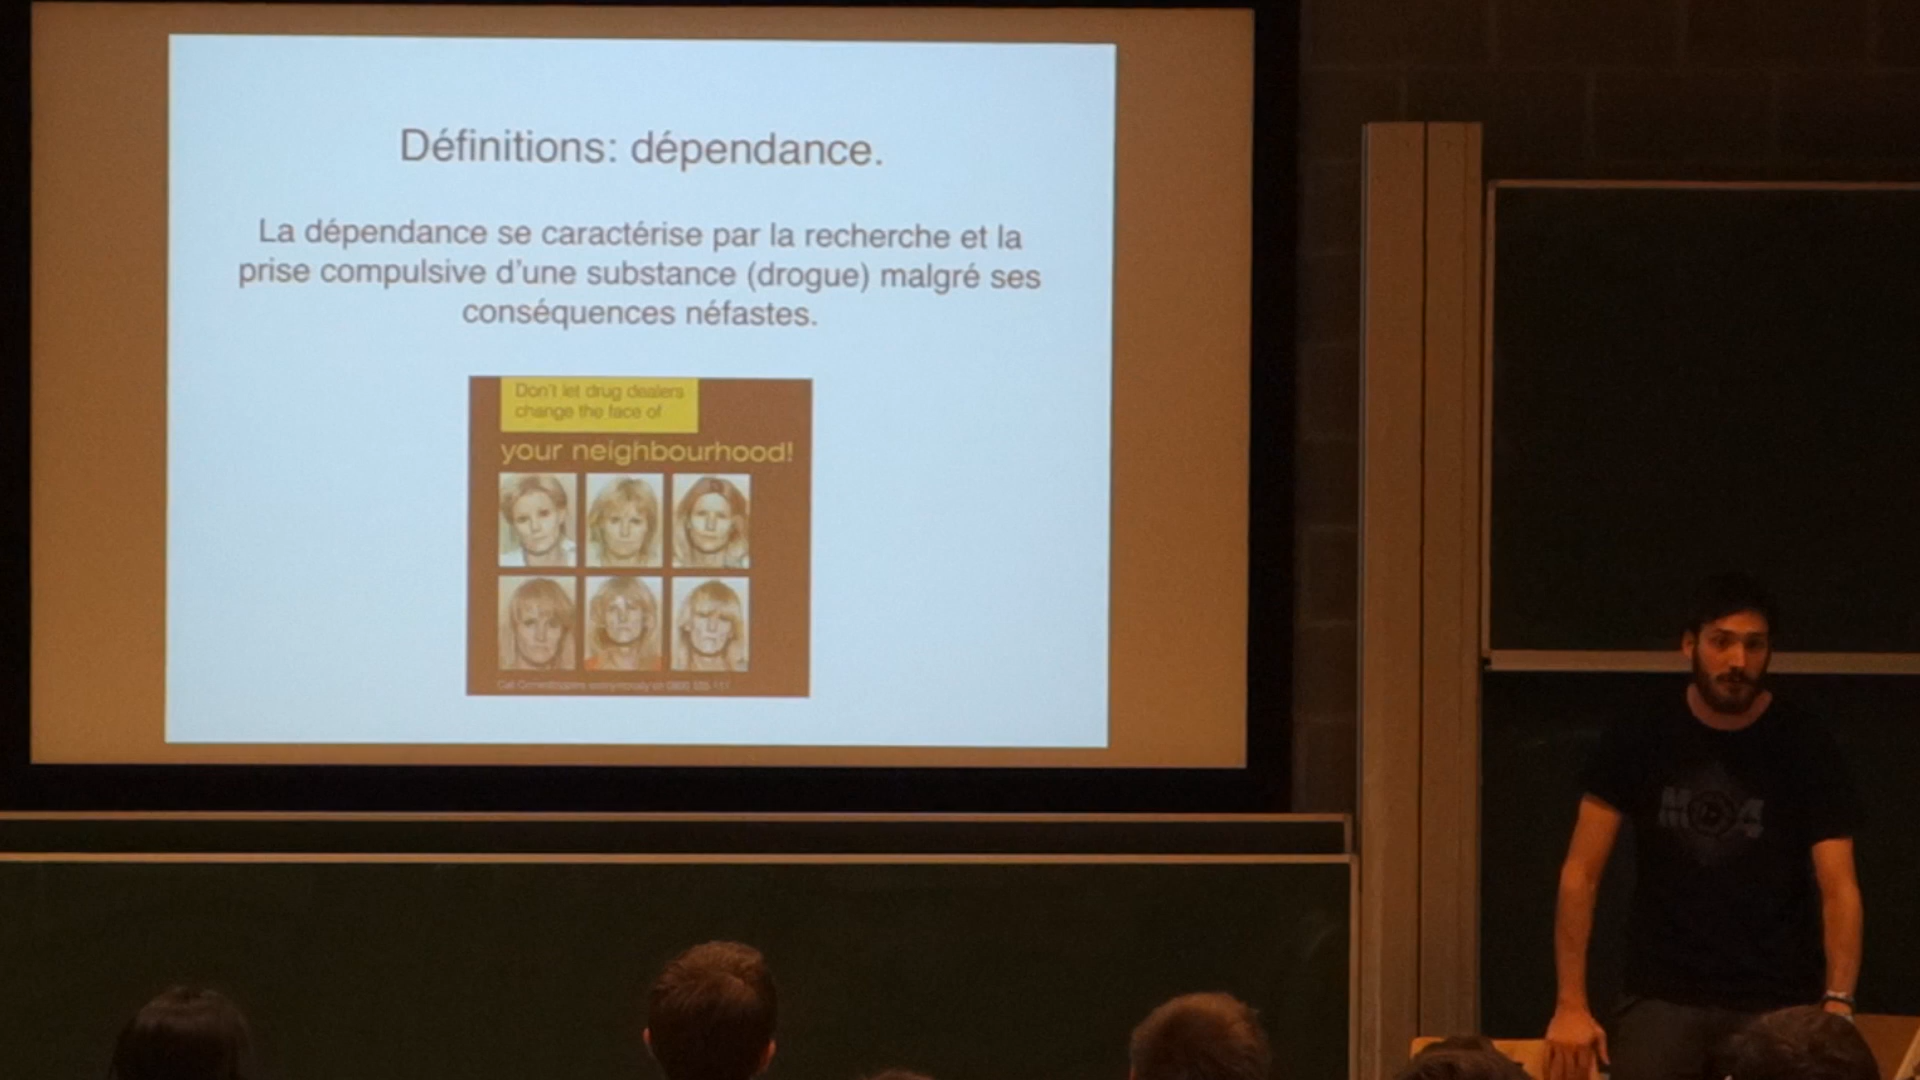 Définitions: dépendance.
La dépendance se caractérise par la recherche et la
prise compulsive d'une substance (drogue) malgré ses
conséquences néfastes.
Don't let drug dealers
change the face of
your neighbourhood!